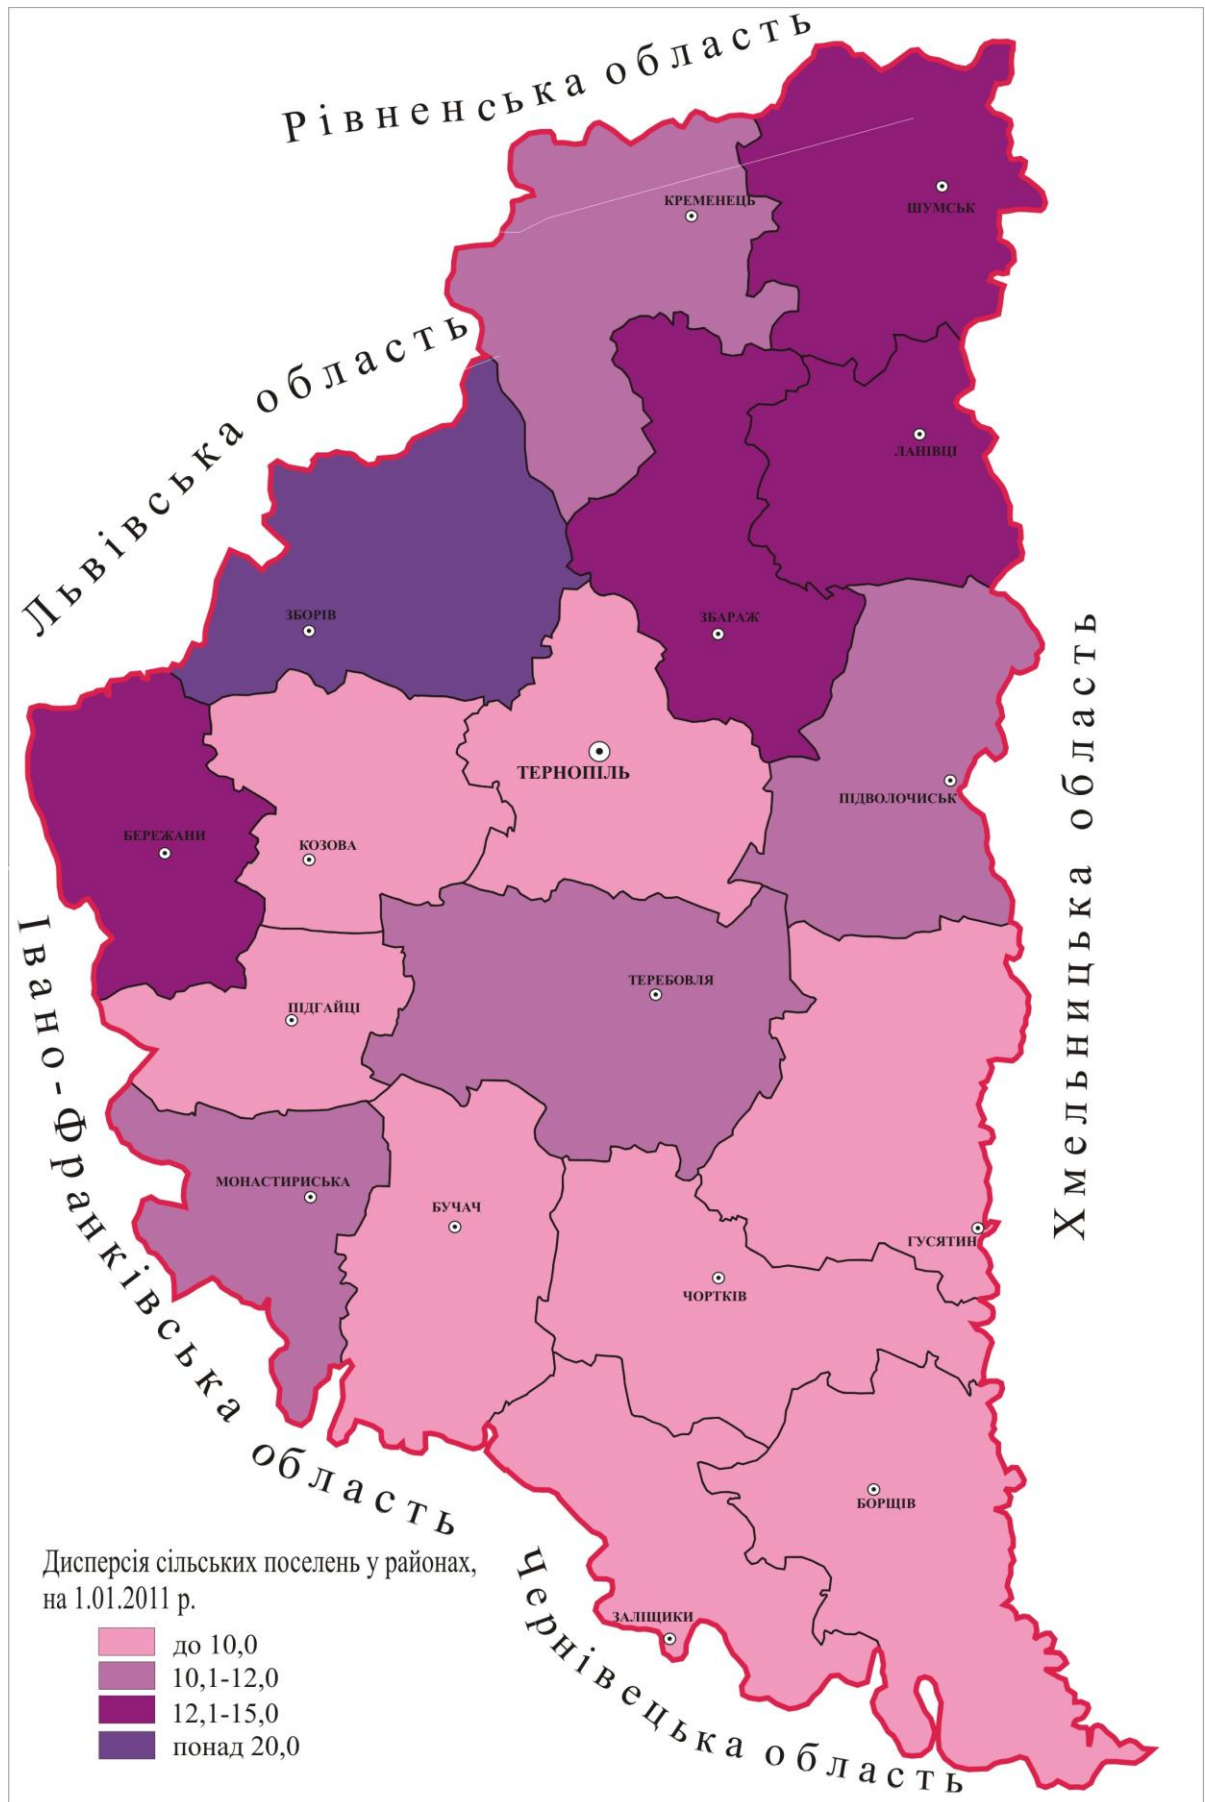 Рівненська область
Львівська область
КРЕМЕНЕЦЬ
ШУМСЬК
ЛАНІВЦІ
ЗБОРІВ
ЗБАРАЖ
Хмельницька область
ТЕРНОПІЛЬ
ПІДВОЛОЧИСЬК
БЕРЕЖАНИ
КОЗОВА
Івано-Франківська область
ТЕРЕБОВЛЯ
ПІДГАЙЦІ
МОНАСТИРИСЬКА
БУЧАЧ
ГУСЯТИН
ЧОРТКІВ
БОРЩІВ
ЗАЛІЩИКИ
Чернівецька область
Дисперсія сільських поселень у районах,
на 1.01.2011 р.
до 10,0
10,1-12,0
12,1-15,0
понад 20,0